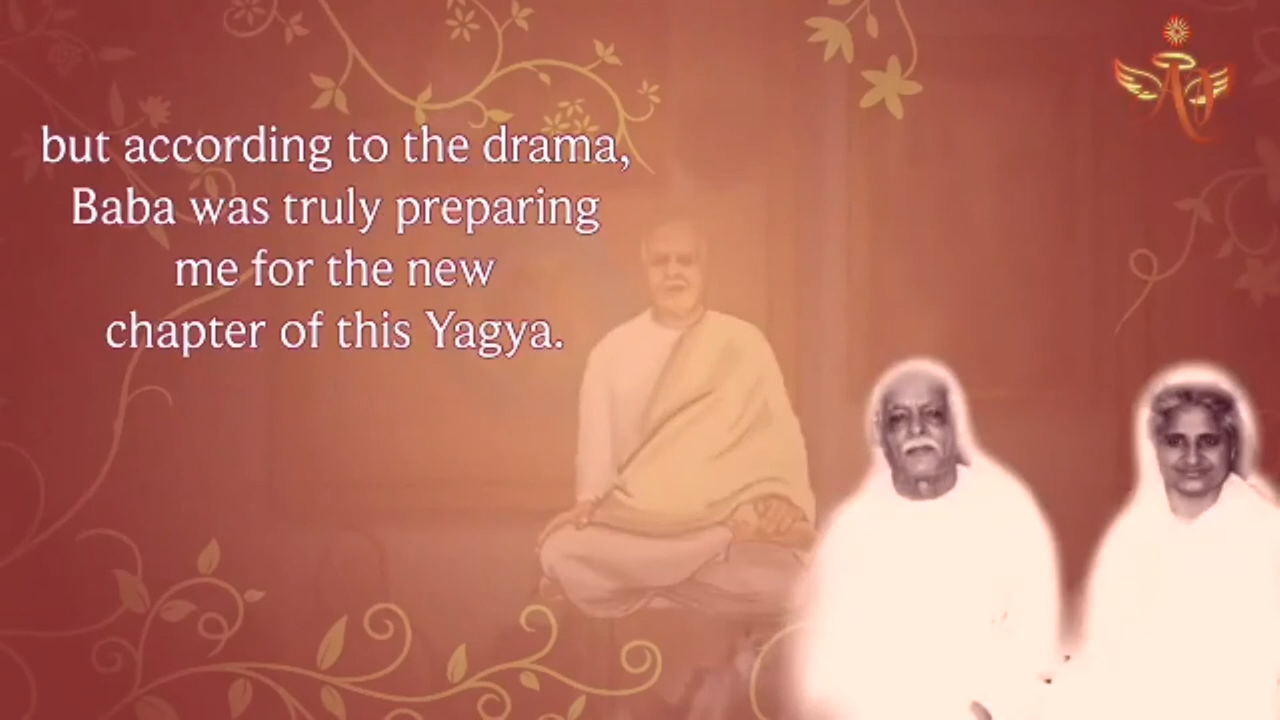 but according to the drama,
Baba was truly preparing
me for the new
chapter of this Yagya.